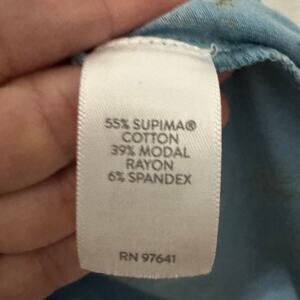 55% SUPIMA®
COTTON
39% MODAL
RAYON
6% SPANDEX
RN 97641